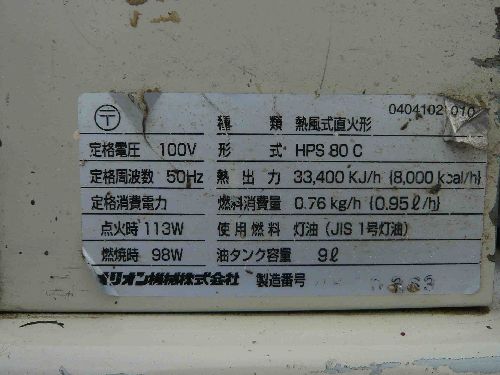 0404102 010
〒 種類 熱風式直火形
定格電圧 100V 形式 HPS 80 C
定格周波数 50Hz 熱出力 33,400 KJ/h {8,000 kcal/h}
定格消費電力 燃料消費量 0.76 kg/h {0.95ℓ/h}
点火時 113W 使用燃料 灯油 (JIS 1号灯油)
燃焼時 98W 油タンク容量 9ℓ
オリオン機械株式会社 製造番号